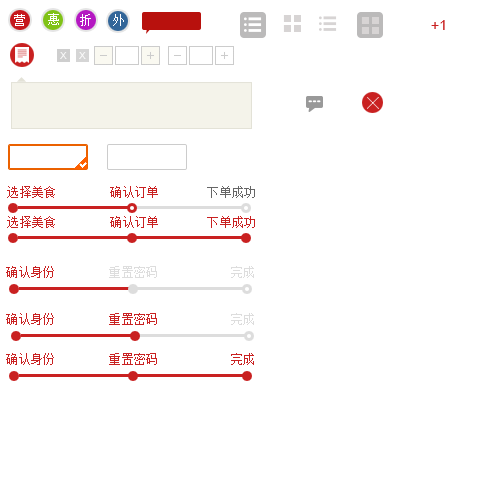 营 惠 折 外
+1
选择美食 确认订单 下单成功
选择美食 确认订单 下单成功
确认身份 重置密码 完成
确认身份 重置密码 完成
确认身份 重置密码 完成